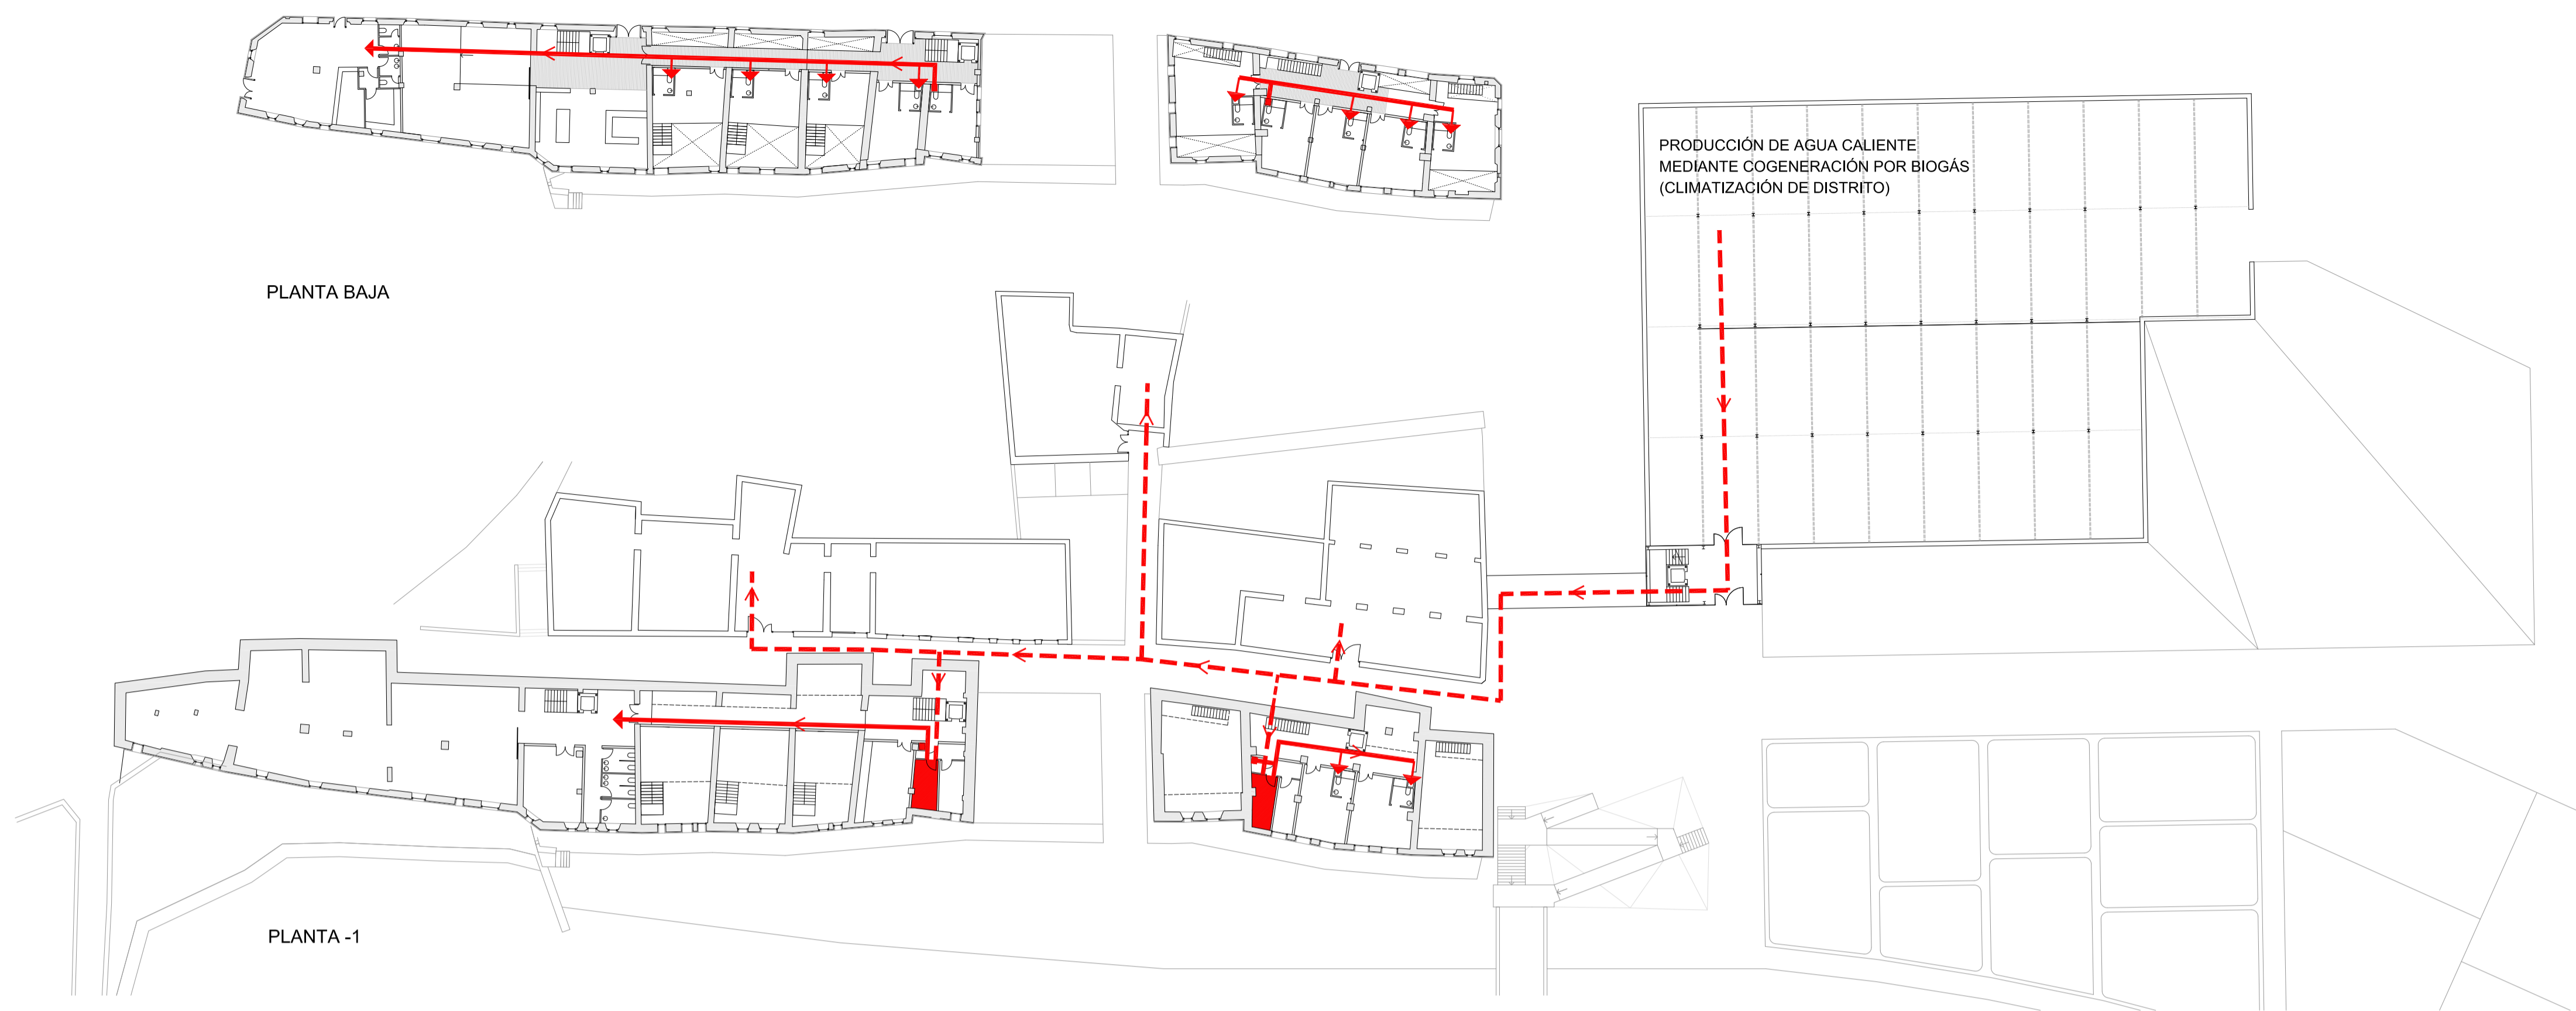 PRODUCCIÓN DE AGUA CALIENTE
MEDIANTE COGENERACIÓN POR BIOGÁS
(CLIMATIZACIÓN DE DISTRITO)
PLANTA BAJA
PLANTA -1